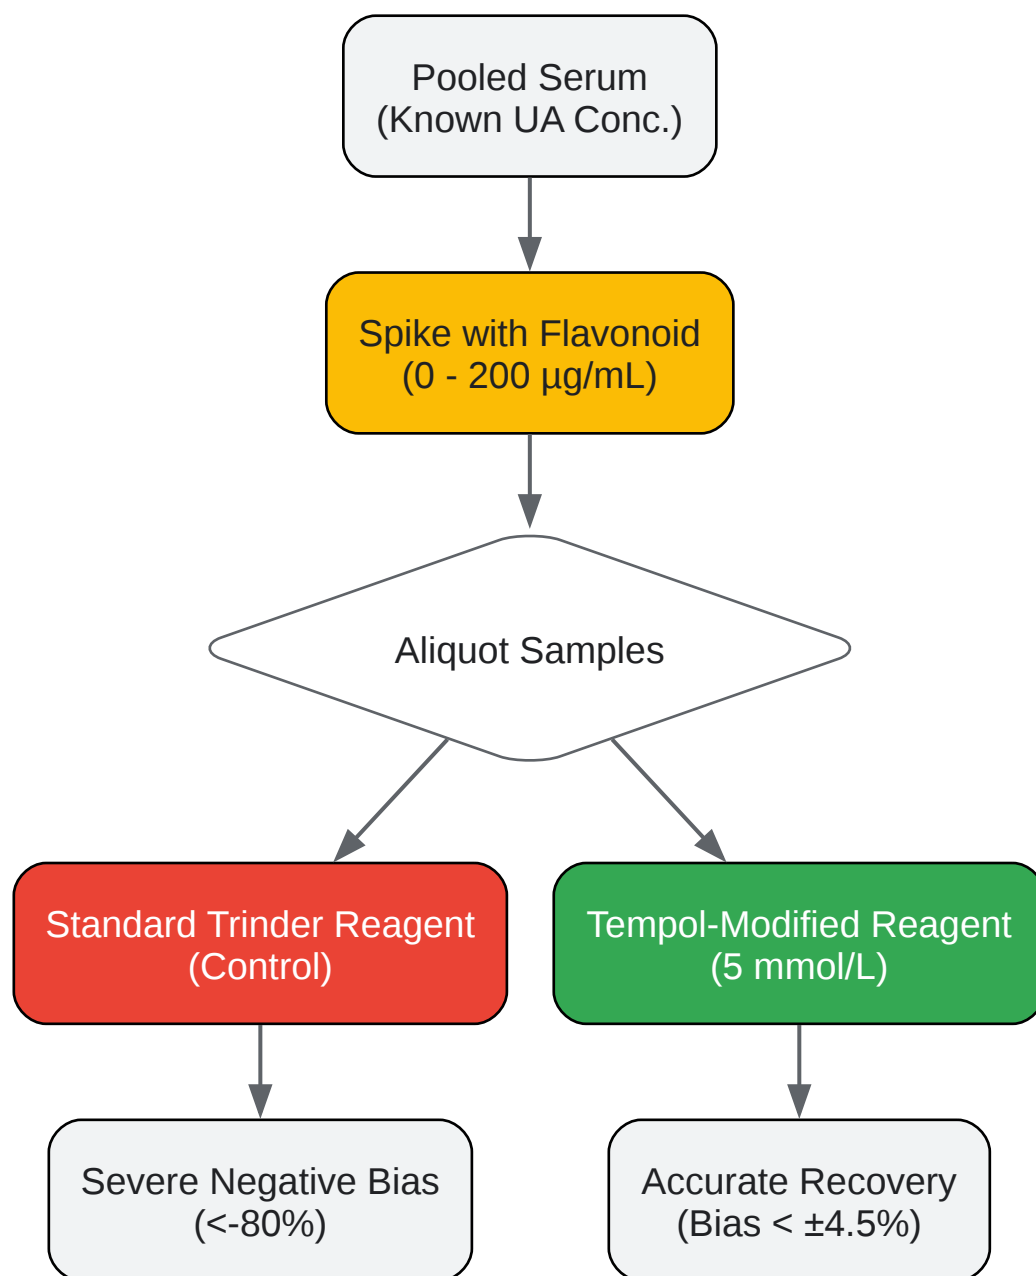 Pooled Serum
(Known UA Conc.)
Spike with Flavonoid
(0 - 200 µg/mL)
Aliquot Samples
Standard Trinder Reagent
(Control)
Tempol-Modified Reagent
(5 mmol/L)
Severe Negative Bias
(<-80%)
Accurate Recovery
(Bias < ±4.5%)